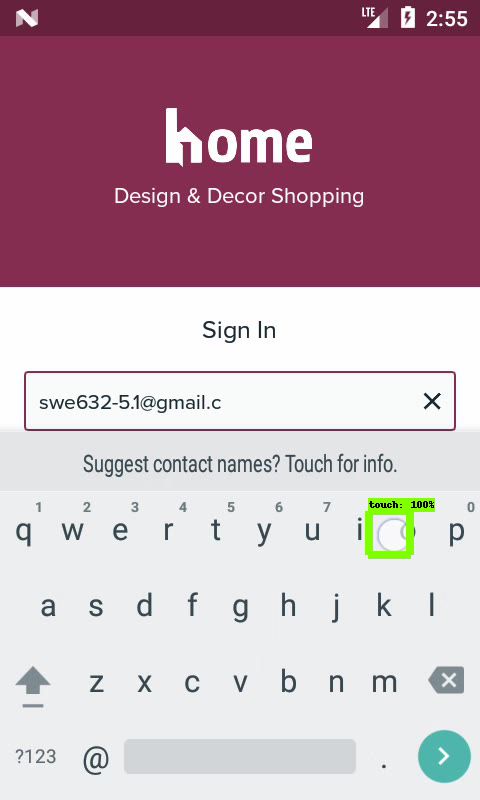 LTE 2:55
home
Design & Decor Shopping
Sign In
swe632-5.1@gmail.c
Suggest contact names? Touch for info.
1 2 3 4 5 6 7 0
touch: 100%
q w e r t y u i o p
a s d f g h j k l
z x c v b n m
?123 @ .